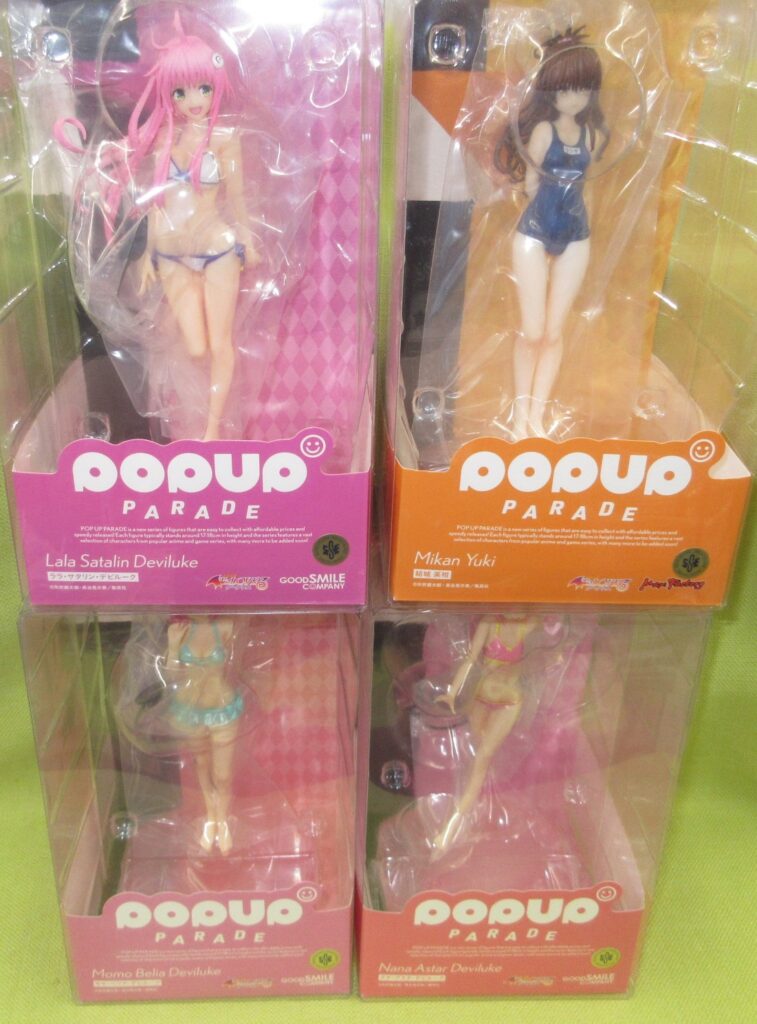 POPUP
PARADE
POP UP PARADE is a new series of figures that are easy to collect with affordable prices and
speedy releases! Each figure typically stands around 17-18cm in height and the series features a vast
selection of characters from popular anime and game series, with many more to be added soon!
Lala Satalin Deviluke
ララ・サタリン・デビルーク
GOOD SMILE
COMPANY
POPUP
PARADE
POP UP PARADE is a new series of figures that are easy to collect with affordable prices and
speedy releases! Each figure typically stands around 17-18cm in height and the series features a vast
selection of characters from popular anime and game series, with many more to be added soon!
Mikan Yuki
結城 美柑
Max Factory
POPUP
PARADE
Momo Belia Deviluke
GOOD SMILE
COMPANY
POPUP
PARADE
Nana Astar Deviluke
GOOD SMILE
COMPANY